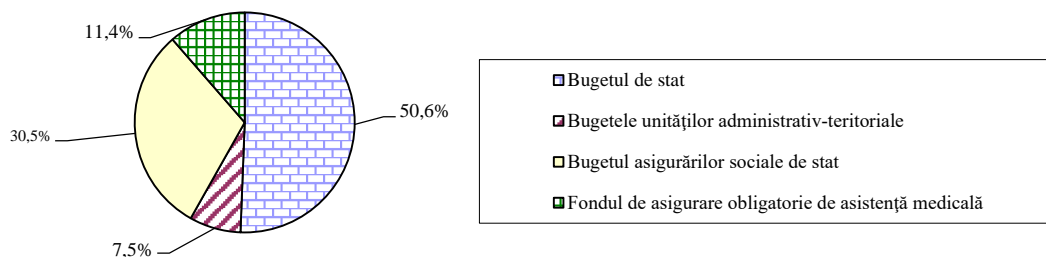 11,4%
50,6%
30,5%
7,5%
Bugetul de stat
Bugetele unităţilor administrativ-teritoriale
Bugetul asigurărilor sociale de stat
Fondul de asigurare obligatorie de asistenţă medicală